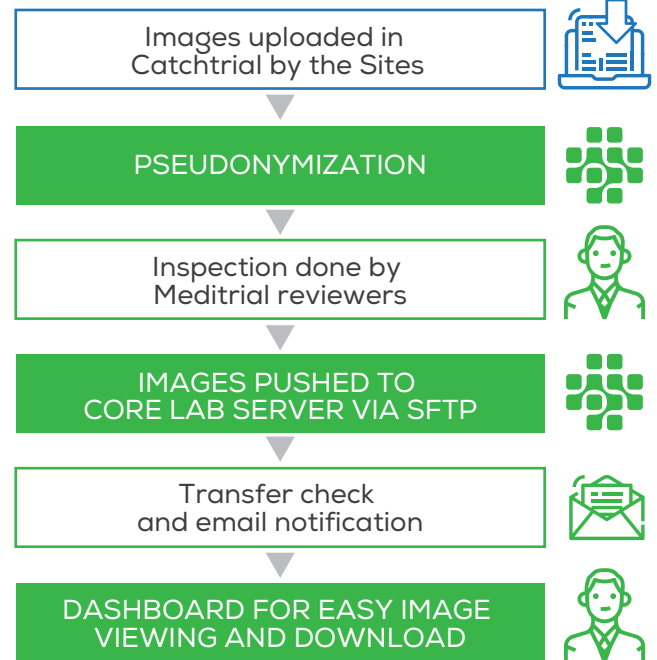 Images uploaded in
Catchtrial by the Sites
PSEUDONYMIZATION
Inspection done by
Meditrial reviewers
IMAGES PUSHED TO
CORE LAB SERVER VIA SFTP
Transfer check
and email notification
DASHBOARD FOR EASY IMAGE
VIEWING AND DOWNLOAD